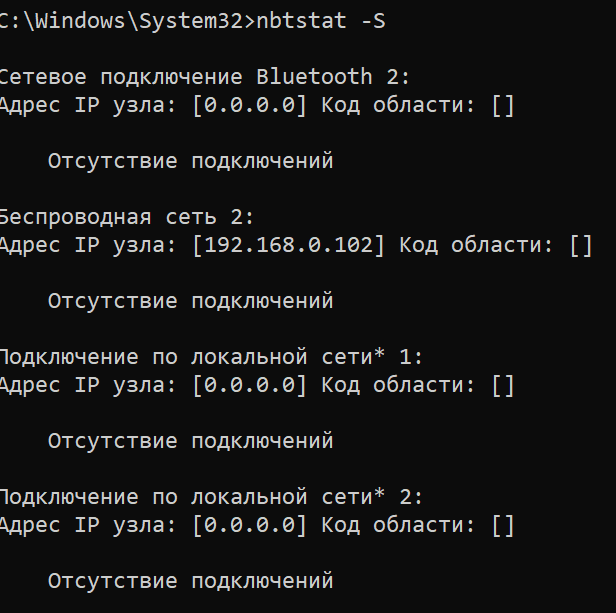 C:\Windows\System32>nbtstat -S
Сетевое подключение Bluetooth 2:
Адрес IP узла: [0.0.0.0] Код области: []
Отсутствие подключений
Беспроводная сеть 2:
Адрес IP узла: [192.168.0.102] Код области: []
Отсутствие подключений
Подключение по локальной сети* 1:
Адрес IP узла: [0.0.0.0] Код области: []
Отсутствие подключений
Подключение по локальной сети* 2:
Адрес IP узла: [0.0.0.0] Код области: []
Отсутствие подключений